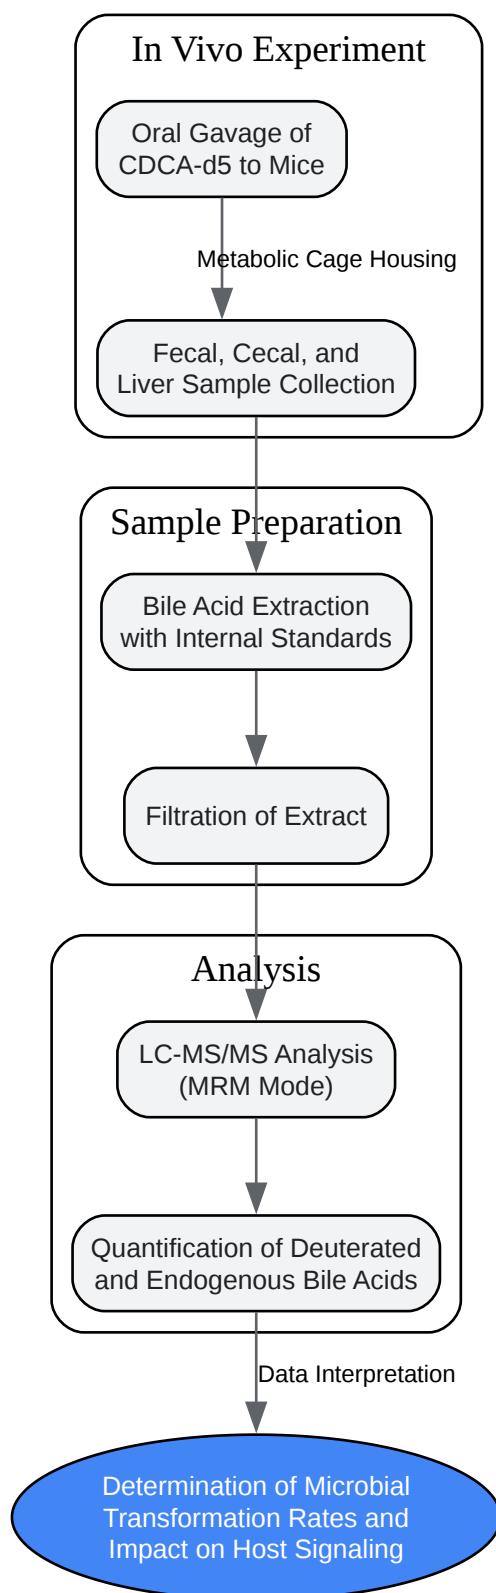 In Vivo Experiment
Oral Gavage of
CDCA-d5 to Mice
Metabolic Cage Housing
Fecal, Cecal, and
Liver Sample Collection
Sample Preparation
Bile Acid Extraction
with Internal Standards
Filtration of Extract
Analysis
LC-MS/MS Analysis
(MRM Mode)
Quantification of Deuterated
and Endogenous Bile Acids
Data Interpretation
Determination of Microbial
Transformation Rates and
Impact on Host Signaling